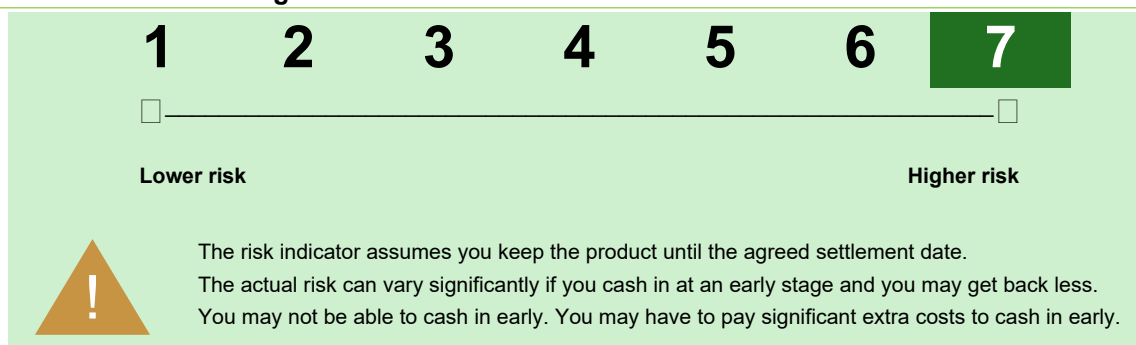 1 2 3 4 5 6 7
Lower risk Higher risk
!
The risk indicator assumes you keep the product until the agreed settlement date.
The actual risk can vary significantly if you cash in at an early stage and you may get back less.
You may not be able to cash in early. You may have to pay significant extra costs to cash in early.